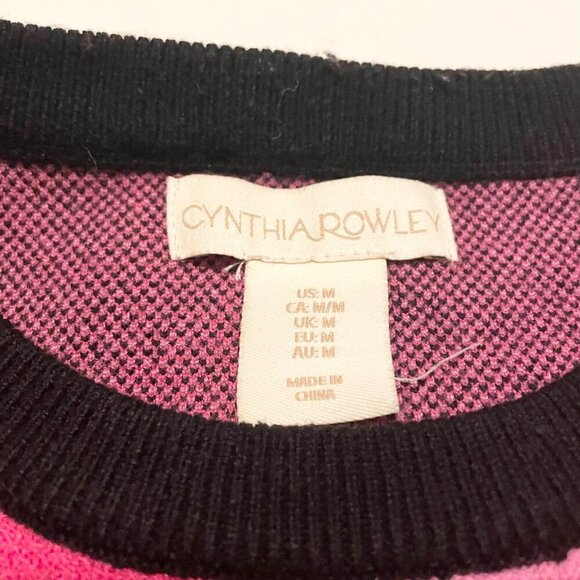 CYNTHIA ROWLEY
US: M
CA: M/M
UK: M
EU: M
AU: M
MADE IN
CHINA